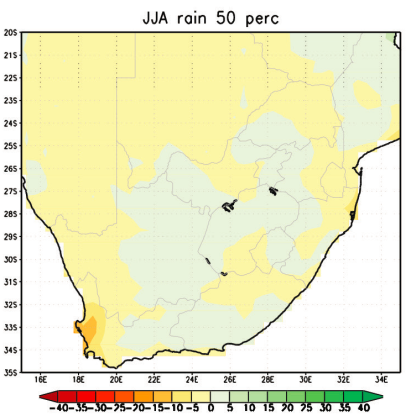 JJA rain 50 perc
20S
21S
22S
23S
24S
25S
26S
27S
28S
29S
30S
31S
32S
33S
34S
35S
16E 18E 20E 22E 24E 26E 28E 30E 32E 34E
-40 -35 -30 -25 -20 -15 -10 -5 0 5 10 15 20 25 30 35 40